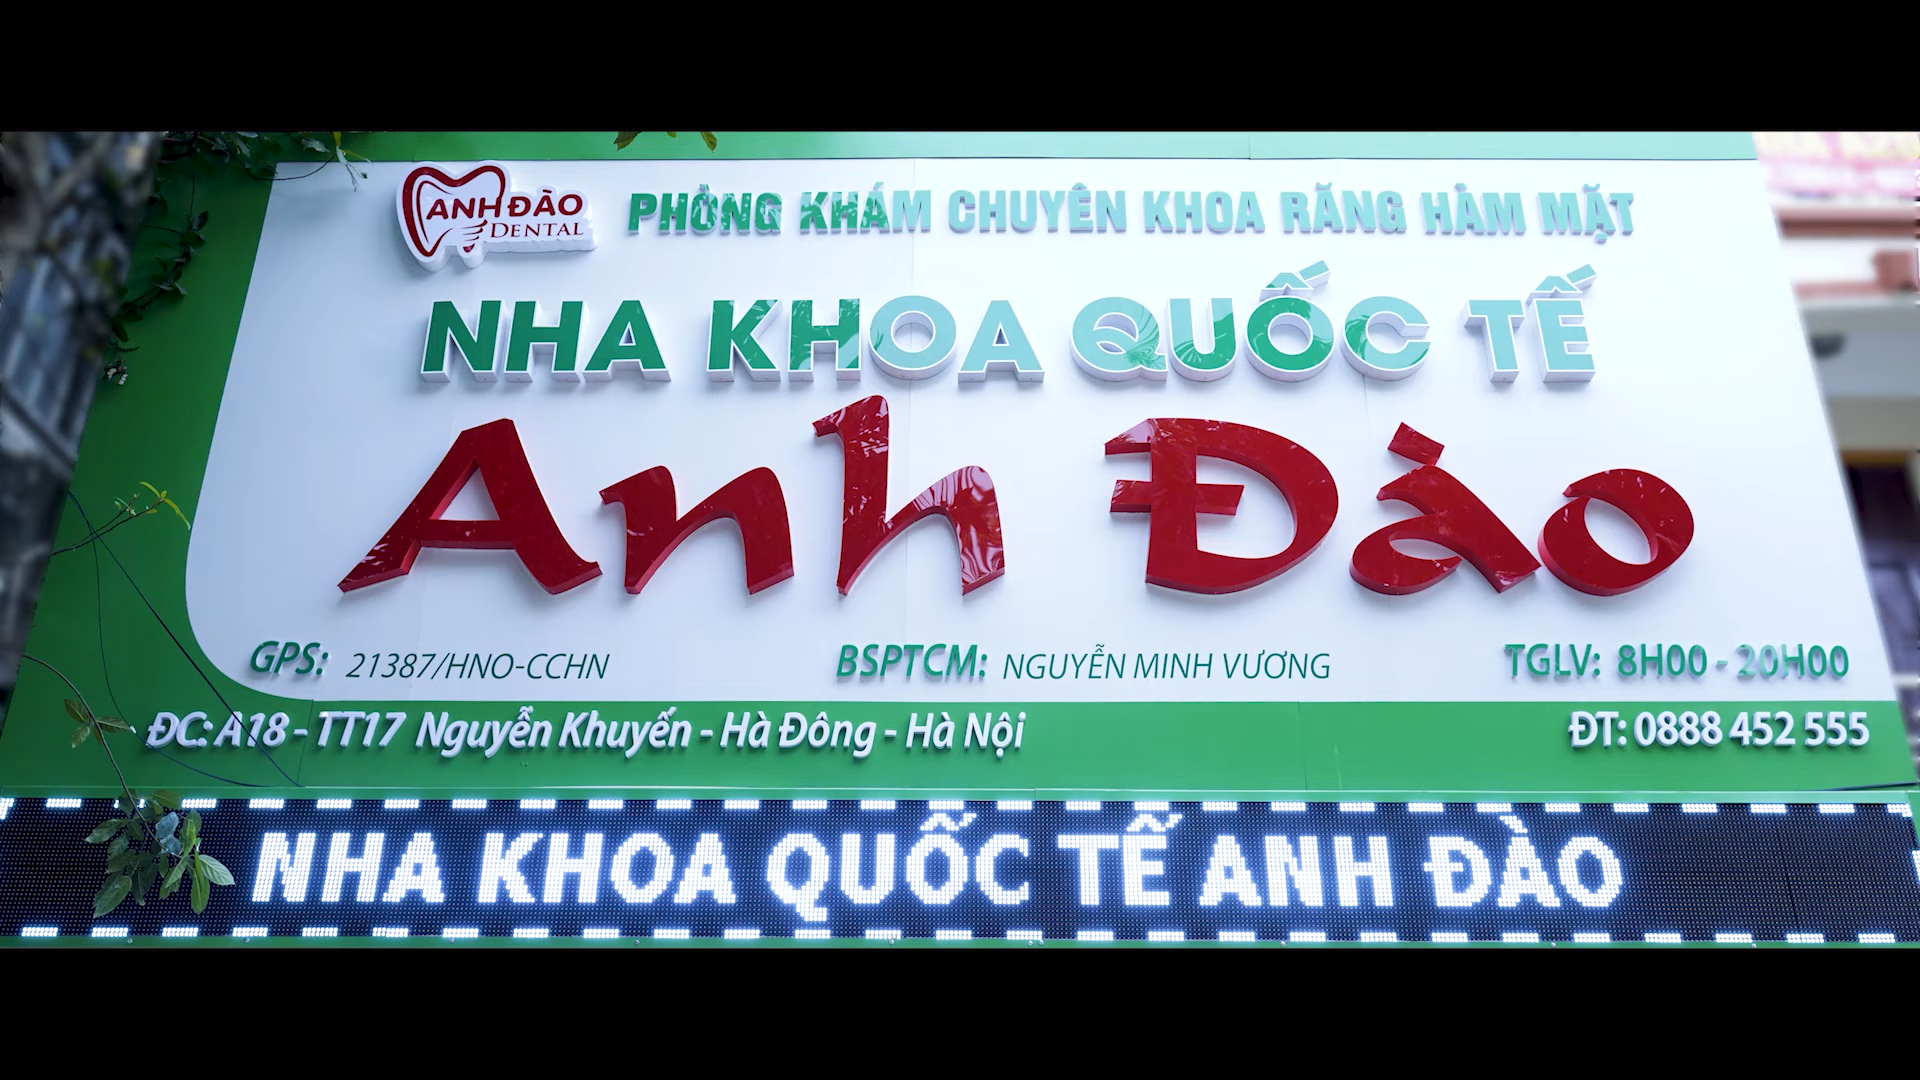 ANH ĐÀO
DENTAL
PHÒNG KHÁM CHUYÊN KHOA RĂNG HÀM MẶT
NHA KHOA QUỐC TẾ
Anh Đào
GPS: 21387/HNO-CCHN
BSPTCM: NGUYỄN MINH VƯƠNG
TGLV: 8H00 - 20H00
ĐC: A18 - TT17 Nguyễn Khuyến - Hà Đông - Hà Nội
ĐT: 0888 452 555
NHA KHOA QUỐC TẾ ANH ĐÀO